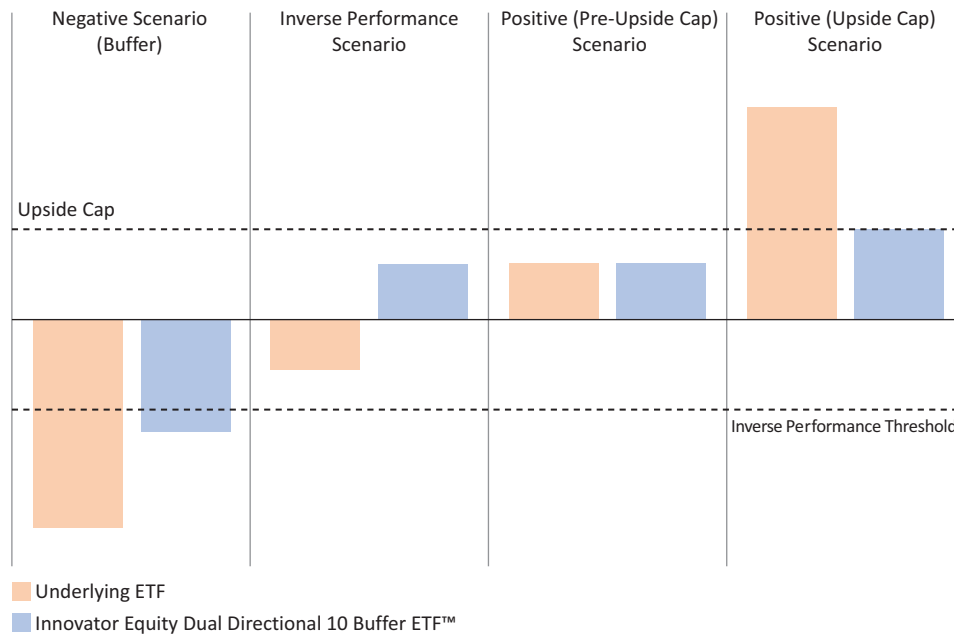 Negative Scenario
(Buffer)
Inverse Performance
Scenario
Positive (Pre-Upside Cap)
Scenario
Positive (Upside Cap)
Scenario
Upside Cap
Inverse Performance Threshold
Underlying ETF
Innovator Equity Dual Directional 10 Buffer ETF™